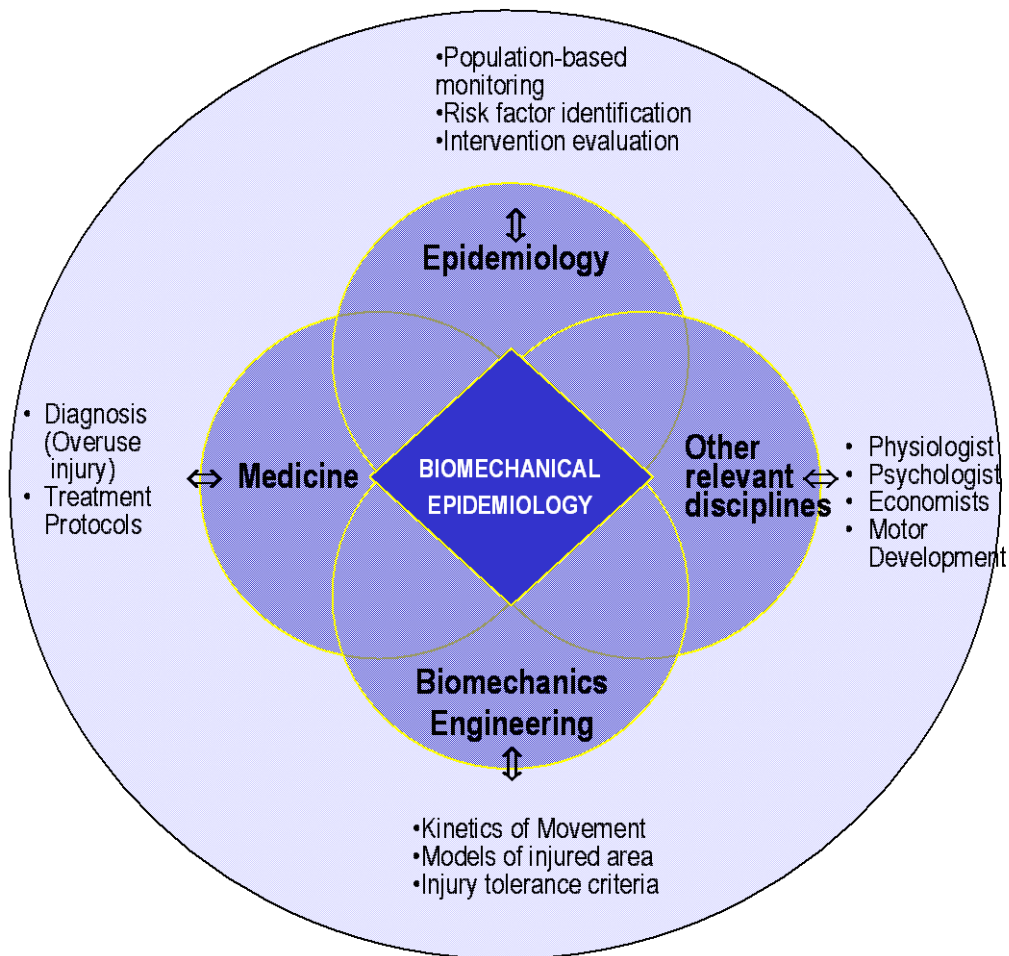 •Population-based
monitoring
•Risk factor identification
•Intervention evaluation
⇕
Epidemiology
• Diagnosis
(Overuse
injury)
• Treatment
Protocols
⇔ Medicine
BIOMECHANICAL
EPIDEMIOLOGY
Other
relevant ⇔
disciplines
• Physiologist
• Psychologist
• Economists
• Motor
Development
Biomechanics
Engineering
⇕
•Kinetics of Movement
•Models of injured area
•Injury tolerance criteria